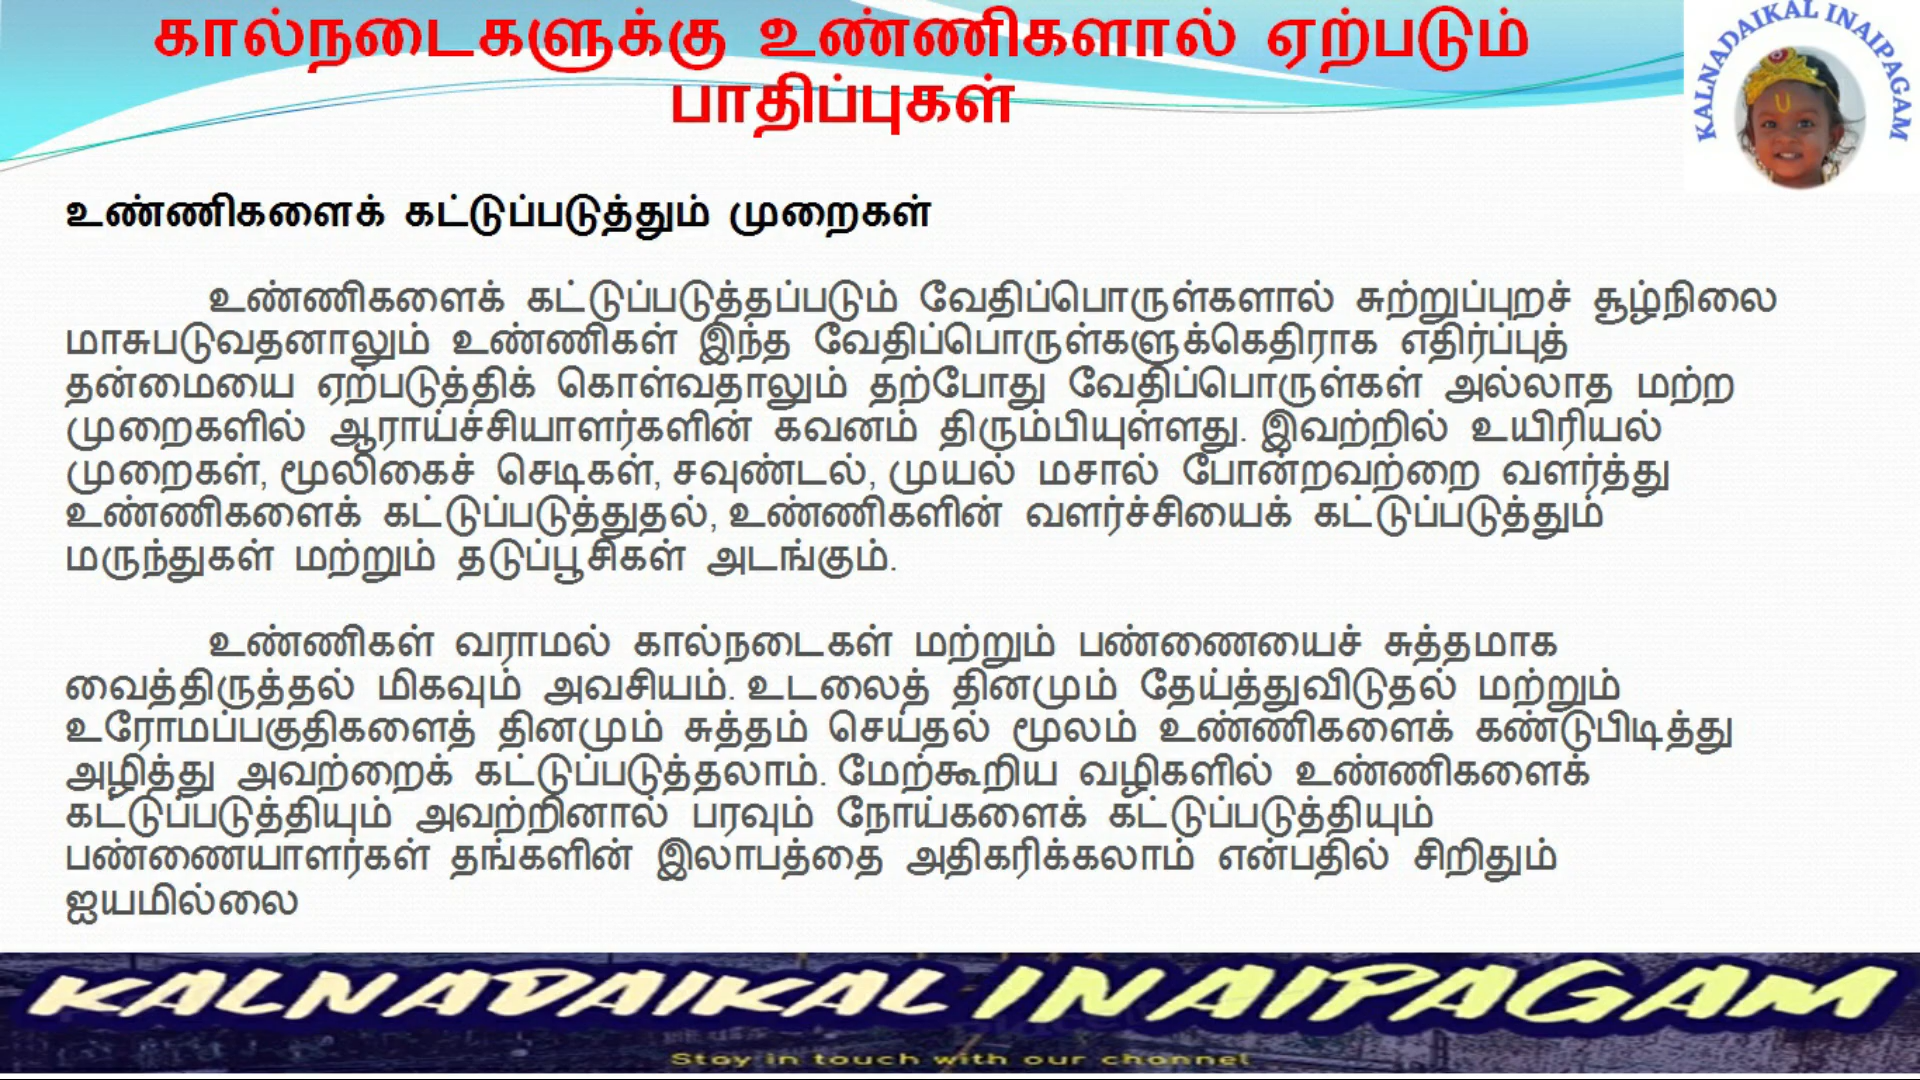 கால்நடைகளுக்கு உண்ணிகளால் ஏற்படும்
பாதிப்புகள்
KALNADAIKAL INAIPAGAM
உண்ணிகளைக் கட்டுப்படுத்தும் முறைகள்
உண்ணிகளைக் கட்டுப்படுத்தப்படும் வேதிப்பொருள்களால் சுற்றுப்புறச் சூழ்நிலை
மாசுபடுவதனாலும் உண்ணிகள் இந்த வேதிப்பொருள்களுக்கெதிராக எதிர்ப்புத்
தன்மையை ஏற்படுத்திக் கொள்வதாலும் தற்போது வேதிப்பொருள்கள் அல்லாத மற்ற
முறைகளில் ஆராய்ச்சியாளர்களின் கவனம் திரும்பியுள்ளது. இவற்றில் உயிரியல்
முறைகள், மூலிகைச் செடிகள், சவுண்டல், முயல் மசால் போன்றவற்றை வளர்த்து
உண்ணிகளைக் கட்டுப்படுத்துதல், உண்ணிகளின் வளர்ச்சியைக் கட்டுப்படுத்தும்
மருந்துகள் மற்றும் தடுப்பூசிகள் அடங்கும்.
உண்ணிகள் வராமல் கால்நடைகள் மற்றும் பண்ணையைச் சுத்தமாக
வைத்திருத்தல் மிகவும் அவசியம். உடலைத் தினமும் தேய்த்துவிடுதல் மற்றும்
உரோமப்பகுதிகளைத் தினமும் சுத்தம் செய்தல் மூலம் உண்ணிகளைக் கண்டுபிடித்து
அழித்து அவற்றைக் கட்டுப்படுத்தலாம். மேற்கூறிய வழிகளில் உண்ணிகளைக்
கட்டுப்படுத்தியும் அவற்றினால் பரவும் நோய்களைக் கட்டுப்படுத்தியும்
பண்ணையாளர்கள் தங்களின் இலாபத்தை அதிகரிக்கலாம் என்பதில் சிறிதும்
ஐயமில்லை
KALNADAIKAL INAIPAGAM
Stay in touch with our channel